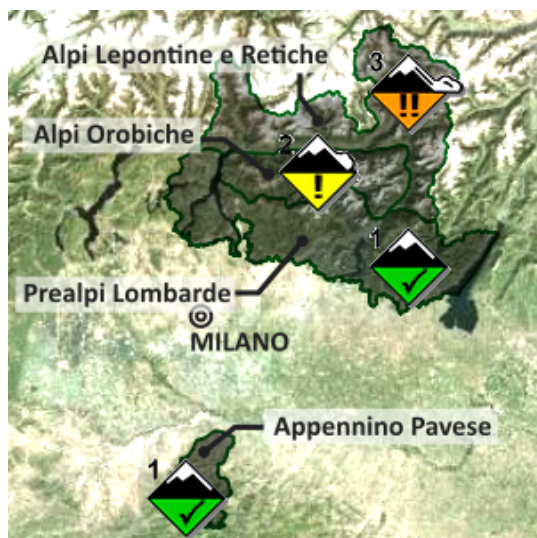 Alpi Lepontine e Retiche
3
!!
Alpi Orobiche
2
!
1
Prealpi Lombarde
MILANO
Appennino Pavese
1